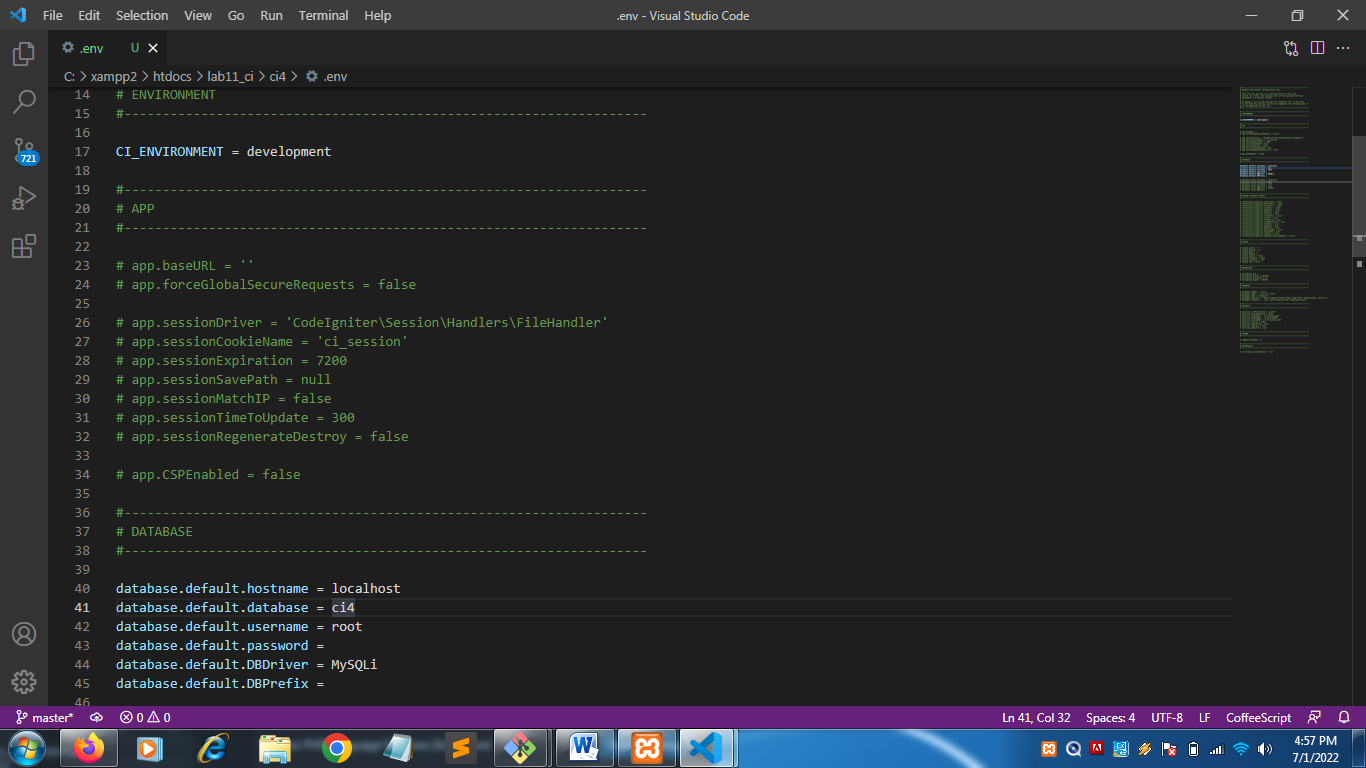 File Edit Selection View Go Run Terminal Help
.env - Visual Studio Code
.env U
C: > xampp2 > htdocs > lab11_ci > ci4 > .env
14 # ENVIRONMENT
15 #--------------------------------------------------------------------
16
17 CI_ENVIRONMENT = development
18
19 #--------------------------------------------------------------------
20 # APP
21 #--------------------------------------------------------------------
22
23 # app.baseURL = ''
24 # app.forceGlobalSecureRequests = false
25
26 # app.sessionDriver = 'CodeIgniter\Session\Handlers\FileHandler'
27 # app.sessionCookieName = 'ci_session'
28 # app.sessionExpiration = 7200
29 # app.sessionSavePath = null
30 # app.sessionMatchIP = false
31 # app.sessionTimeToUpdate = 300
32 # app.sessionRegenerateDestroy = false
33
34 # app.CSPEnabled = false
35
36 #--------------------------------------------------------------------
37 # DATABASE
38 #--------------------------------------------------------------------
39
40 database.default.hostname = localhost
41 database.default.database = ci4
42 database.default.username = root
43 database.default.password =
44 database.default.DBDriver = MySQLi
45 database.default.DBPrefix =
46
721
master* 0 0 Ln 41, Col 32 Spaces: 4 UTF-8 LF CoffeeScript
4:57 PM
7/1/2022